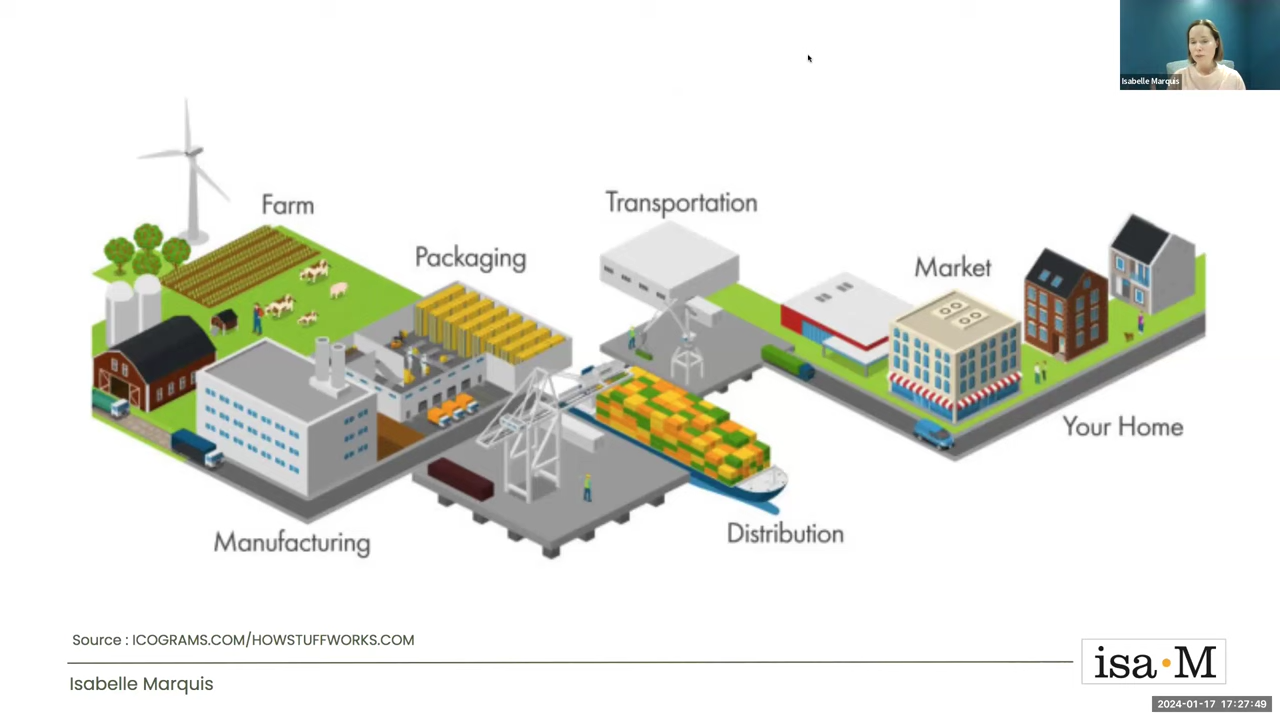 Isabelle Marquis
Farm
Transportation
Packaging
Market
Your Home
Manufacturing
Distribution
Source : ICOGRAMS.COM/HOWSTUFFWORKS.COM
isa•M
Isabelle Marquis
2024-01-17 17:27:49